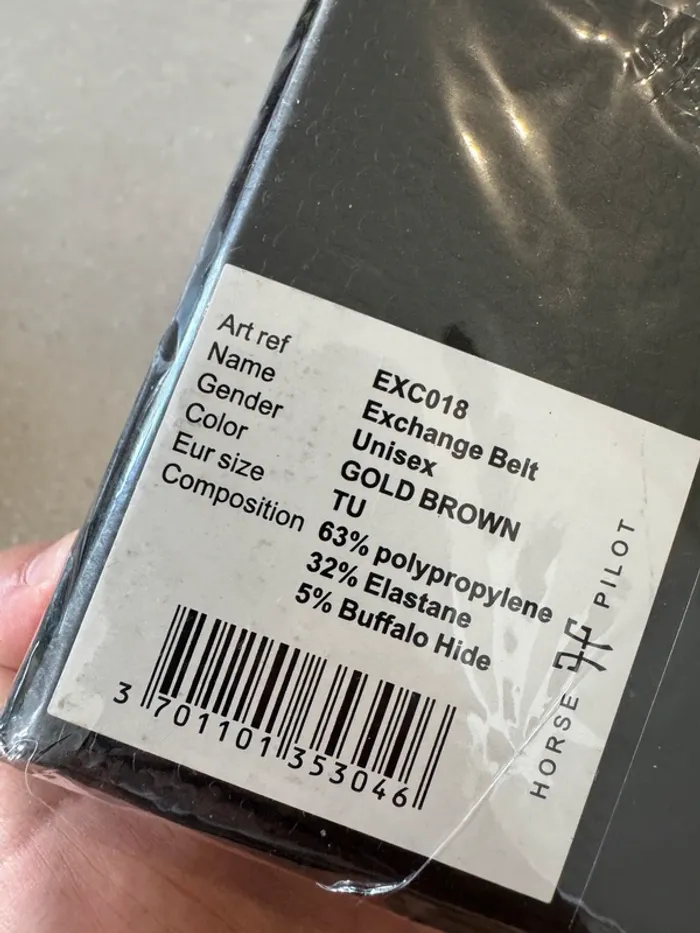 Art ref EXC018
Name Exchange Belt
Gender Unisex
Color GOLD BROWN
Eur size TU
Composition 63% polypropylene
32% Elastane
5% Buffalo Hide
3 701101 353046
HORSE PILOT